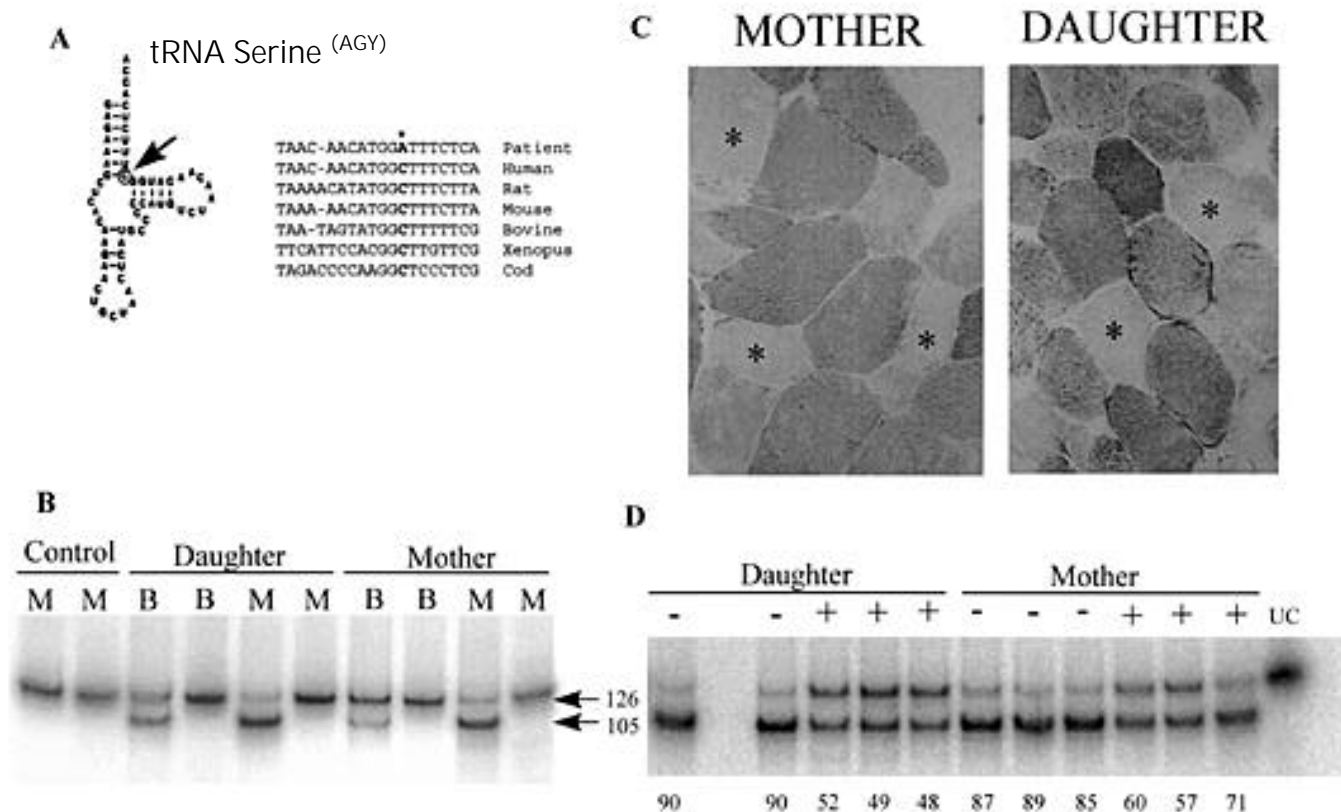 A
tRNA Serine (AGY)
*
TAAC-AACATGGATTTCTCA Patient
TAAC-AACATGGCTTTCTCA Human
TAAAACATATGGCTTTCTTA Rat
TAAA-AACATGGCTTTCTTA Mouse
TAA-TAGTATGGCTTTTTCG Bovine
TTCATTCCACGGCTTGTTCG Xenopus
TAGACCCCAAGGCTCCCTCG Cod
C
MOTHER DAUGHTER
* * * * *
B
Control Daughter Mother
M M B B M M B B M M
126
105
D
Daughter Mother
- - + + + - - - + + + UC
90 90 52 49 48 87 89 85 60 57 71